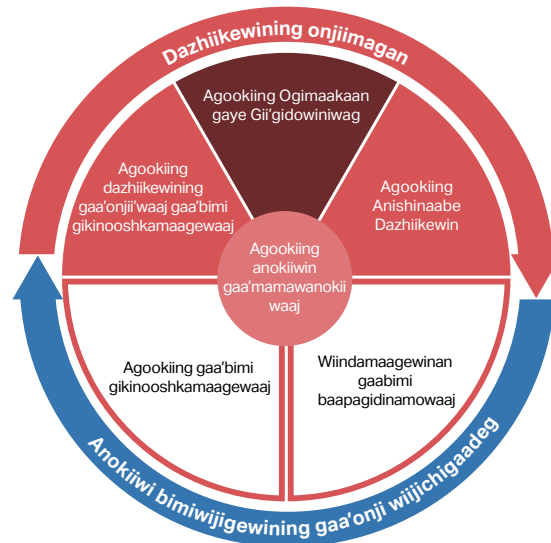 Dazhiikewining onjiimagan
Agookiing Ogimaakaan
gaye Gii'gidowiniwag
Agookiing
dazhiikewining
gaa'onjii'waaj gaa'bimi
gikinooshkamaagewaaj
Agookiing
Anishinaabe
Dazhiikewin
Agookiing
anokiiwin
gaa'mamawanokii
waaj
Agookiing gaa'bimi
gikinooshkamaagewaaj
Wiindamaagewinan
gaabimi
baapagidinamowaaj
Anokiiwi bimiwijigewining gaa'onji wiijichigaadeg